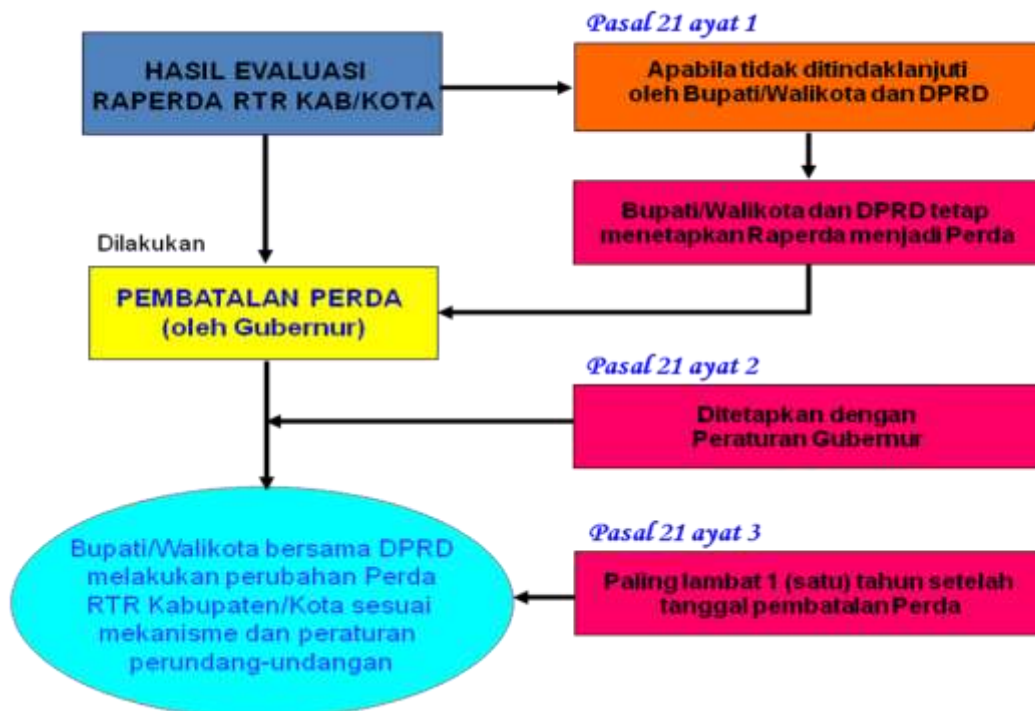 Pasal 21 ayat 1
HASIL EVALUASI
RAPERDA RTR KAB/KOTA
Apabila tidak ditindaklanjuti
oleh Bupati/Walikota dan DPRD
Bupati/Walikota dan DPRD tetap
menetapkan Raperda menjadi Perda
Dilakukan
PEMBATALAN PERDA
(oleh Gubernur)
Pasal 21 ayat 2
Ditetapkan dengan
Peraturan Gubernur
Pasal 21 ayat 3
Paling lambat 1 (satu) tahun setelah
tanggal pembatalan Perda
Bupati/Walikota bersama DPRD
melakukan perubahan Perda
RTR Kabupaten/Kota sesuai
mekanisme dan peraturan
perundang-undangan